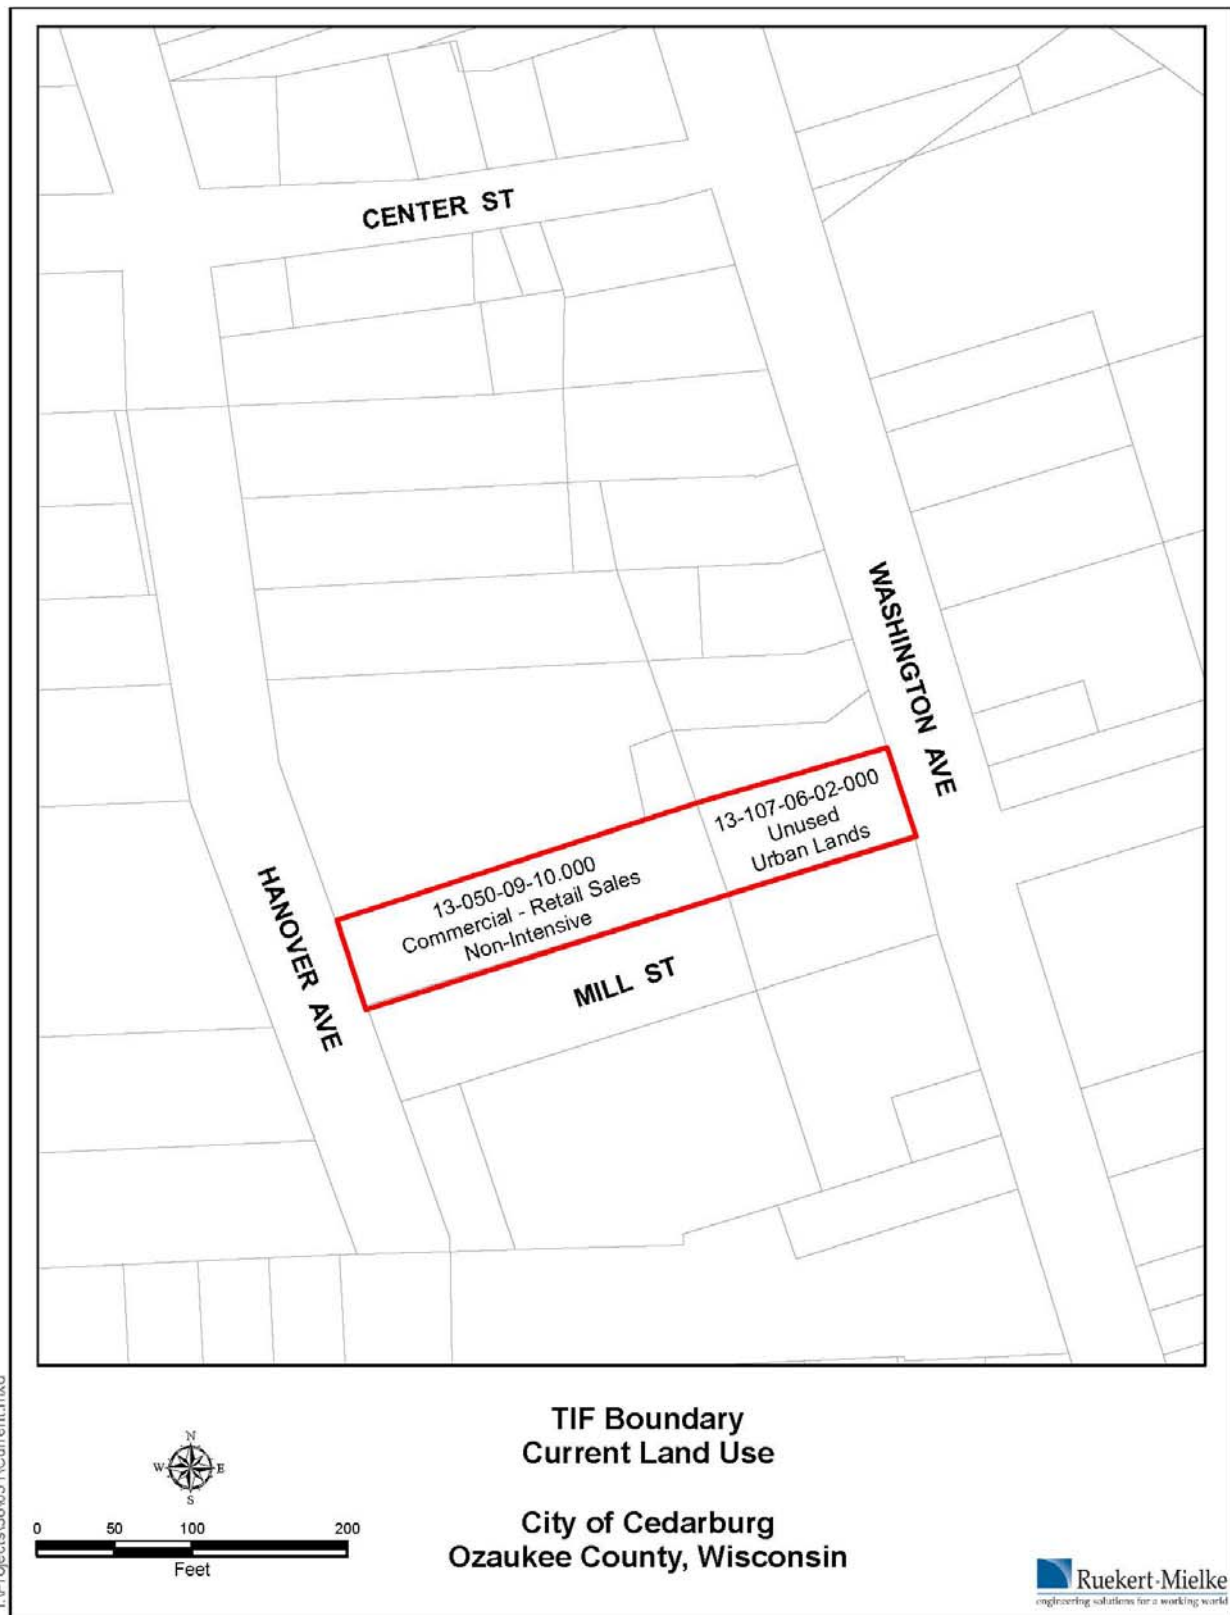 CENTER ST
WASHINGTON AVE
13-107-06-02-000
Unused
Urban Lands
13-050-09-10.000
Commercial - Retail Sales
Non-Intensive
HANOVER AVE
MILL ST
TIF Boundary
Current Land Use
N
W E
S
0 50 100 200
Feet
City of Cedarburg
Ozaukee County, Wisconsin
Ruekert·Mielke
engineering solutions for a working world